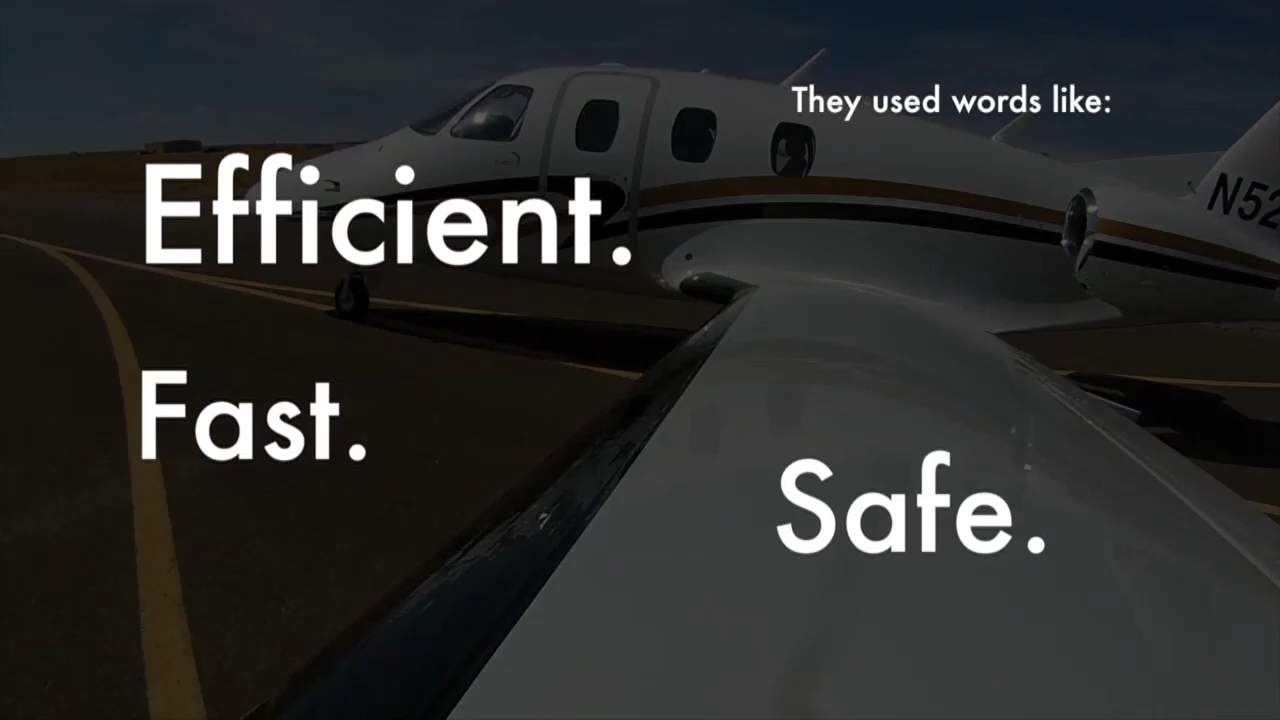 They used words like:
Efficient.
Fast.
Safe.
N52